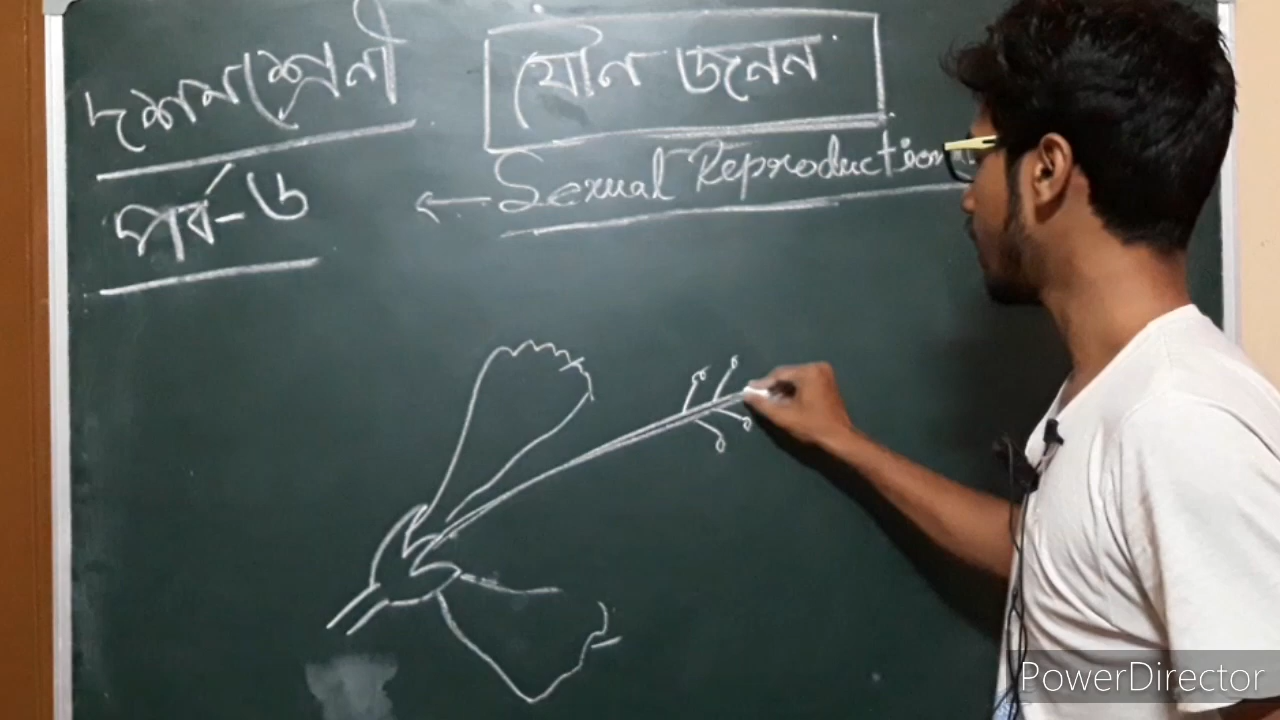 দশম শ্রেনী
পর্ব-৬
যৌন জনন
Sexual Reproduction
PowerDirector